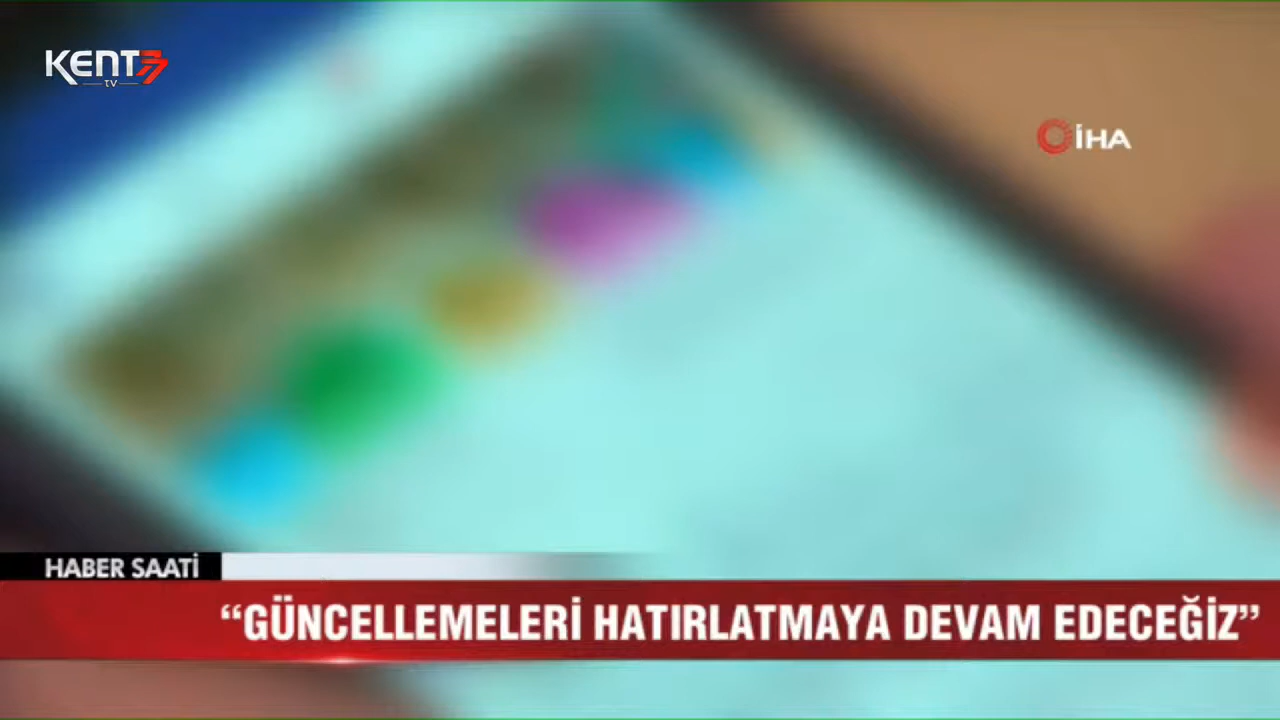 KENT
TV
İHA
HABER SAATİ
“GÜNCELLEMELERİ HATIRLATMAYA DEVAM EDECEĞİZ”